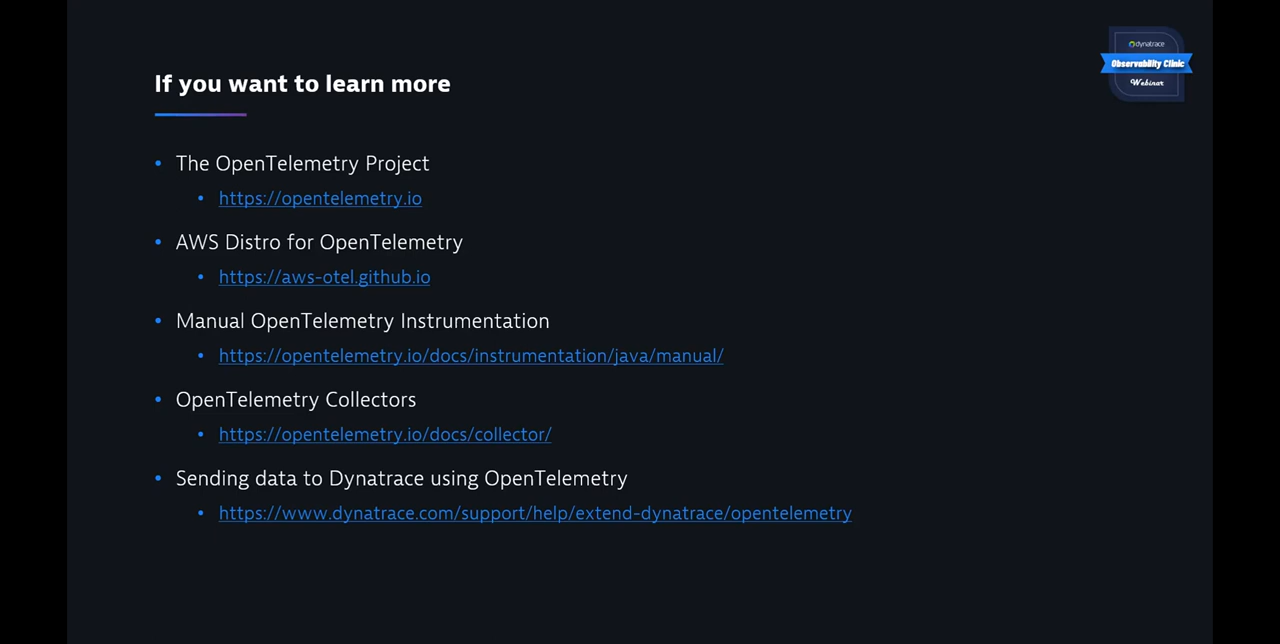 dynatrace
Observability Clinic
Webinar
If you want to learn more
• The OpenTelemetry Project
• https://opentelemetry.io
• AWS Distro for OpenTelemetry
• https://aws-otel.github.io
• Manual OpenTelemetry Instrumentation
• https://opentelemetry.io/docs/instrumentation/java/manual/
• OpenTelemetry Collectors
• https://opentelemetry.io/docs/collector/
• Sending data to Dynatrace using OpenTelemetry
• https://www.dynatrace.com/support/help/extend-dynatrace/opentelemetry